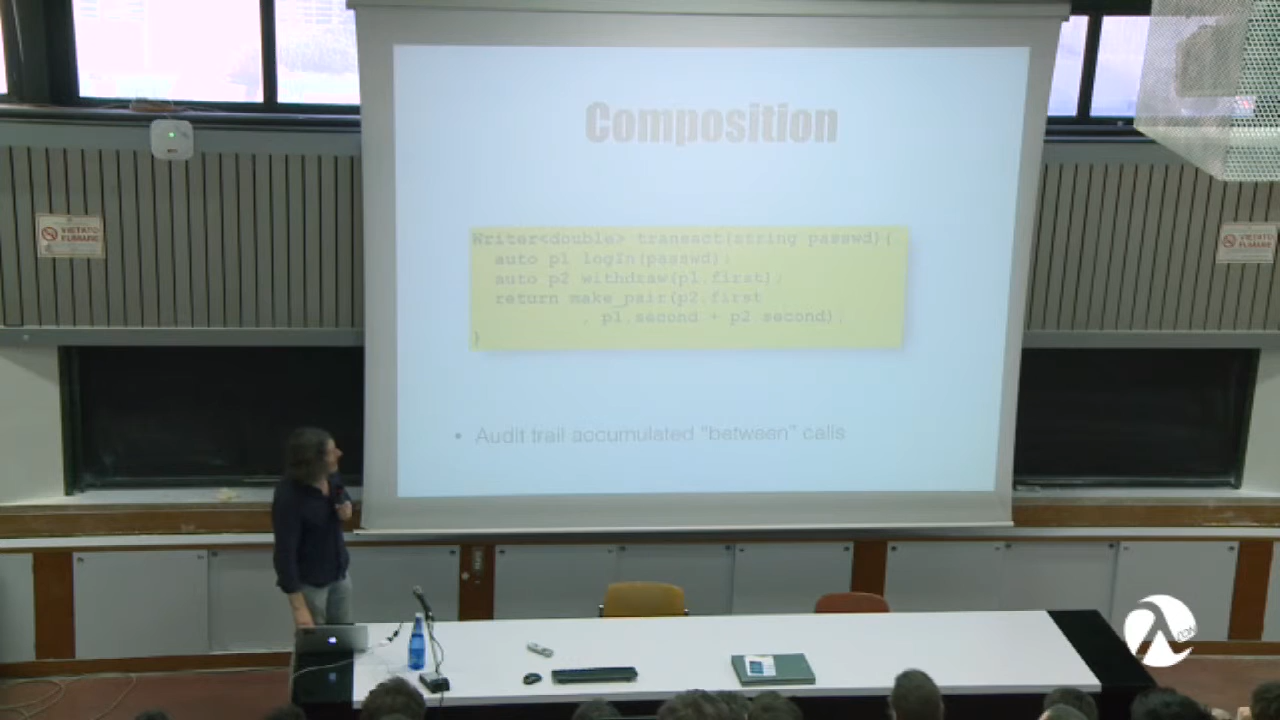 Composition
Writer<double> transact(string passwd){
auto p1 logIn(passwd);
auto p2 withdraw(p1.first);
return make_pair(p2.first
, p1.second + p2.second);
}
• Audit trail accumulated "between" calls
VIETATO
FUMARE
VIETATO
FUMARE
λ
CON